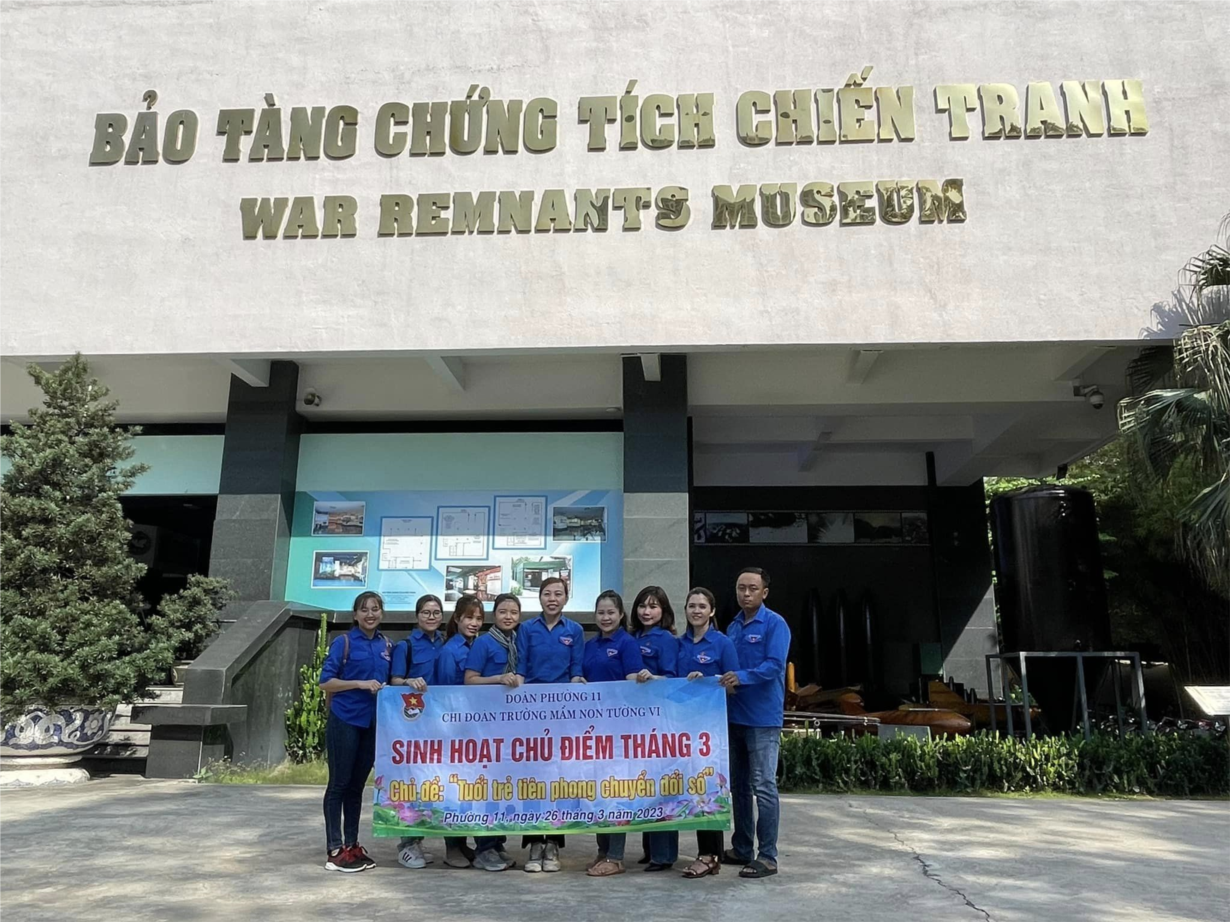 BẢO TÀNG CHỨNG TÍCH CHIẾN TRANH
WAR REMNANTS MUSEUM
ĐOÀN PHƯỜNG 11
CHI ĐOÀN TRƯỜNG MẦM NON TƯỜNG VI
SINH HOẠT CHỦ ĐIỂM THÁNG 3
Chủ đề: "Tuổi trẻ tiên phong chuyển đổi số"
Phường 11, ngày 26 tháng 3 năm 2023